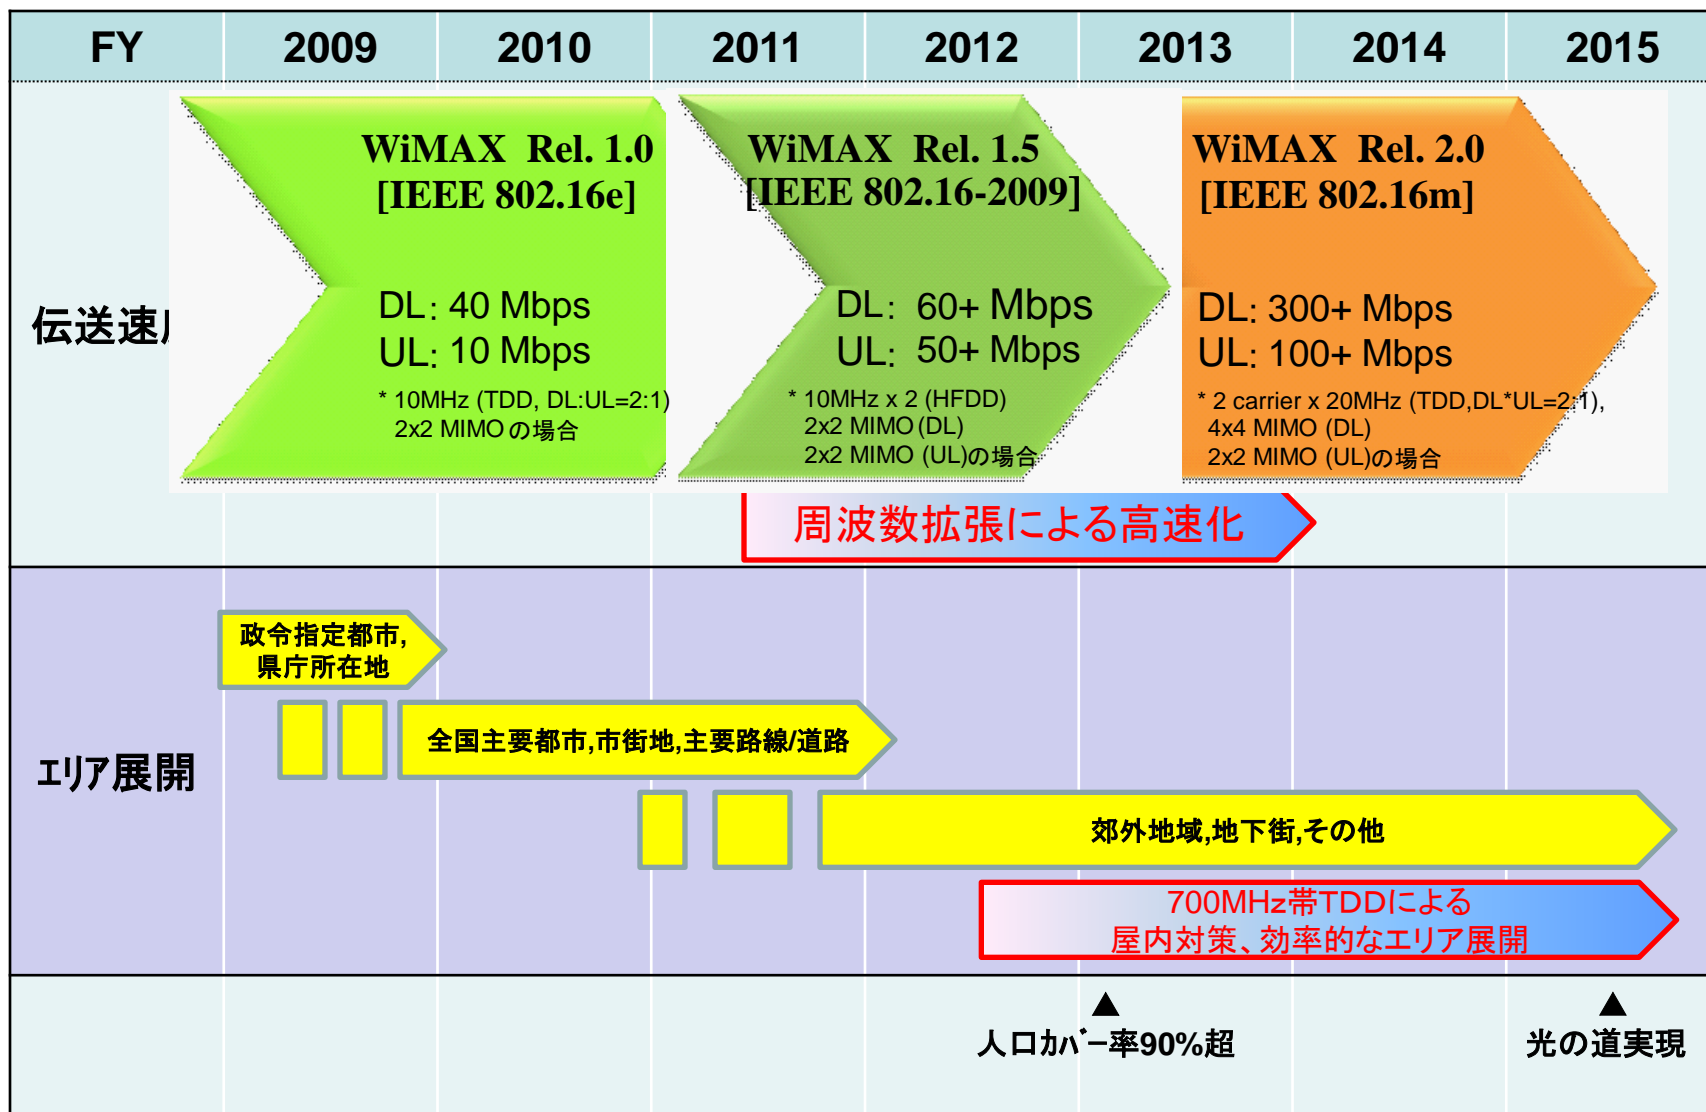 FY 2009 2010 2011 2012 2013 2014 2015
WiMAX Rel. 1.0
[IEEE 802.16e]
DL: 40 Mbps
UL: 10 Mbps
* 10MHz (TDD, DL:UL=2:1)
2x2 MIMO の場合
WiMAX Rel. 1.5
[IEEE 802.16-2009]
DL: 60+ Mbps
UL: 50+ Mbps
* 10MHz x 2 (HFDD)
2x2 MIMO (DL)
2x2 MIMO (UL)の場合
WiMAX Rel. 2.0
[IEEE 802.16m]
DL: 300+ Mbps
UL: 100+ Mbps
* 2 carrier x 20MHz (TDD,DL*UL=2:1),
4x4 MIMO (DL)
2x2 MIMO (UL)の場合
伝送速
周波数拡張による高速化
エリア展開
政令指定都市,
県庁所在地
全国主要都市,市街地,主要路線/道路
郊外地域,地下街,その他
700MHz帯TDDによる
屋内対策、効率的なエリア展開
▲
人口ｶﾊﾞｰ率90%超
▲
光の道実現